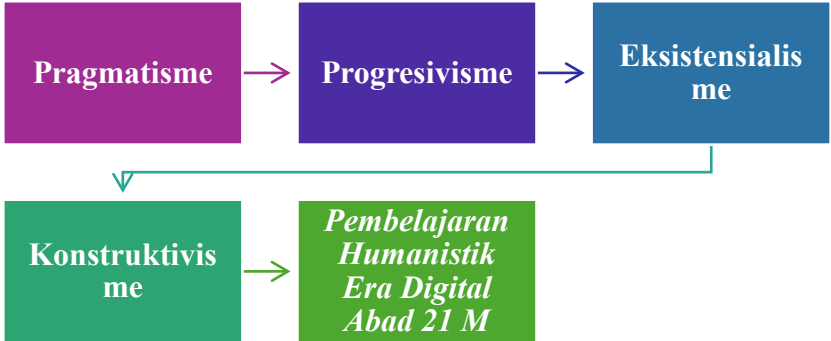 Pragmatisme
Progresivisme
Eksistensialis
me
Konstruktivis
me
Pembelajaran
Humanistik
Era Digital
Abad 21 M